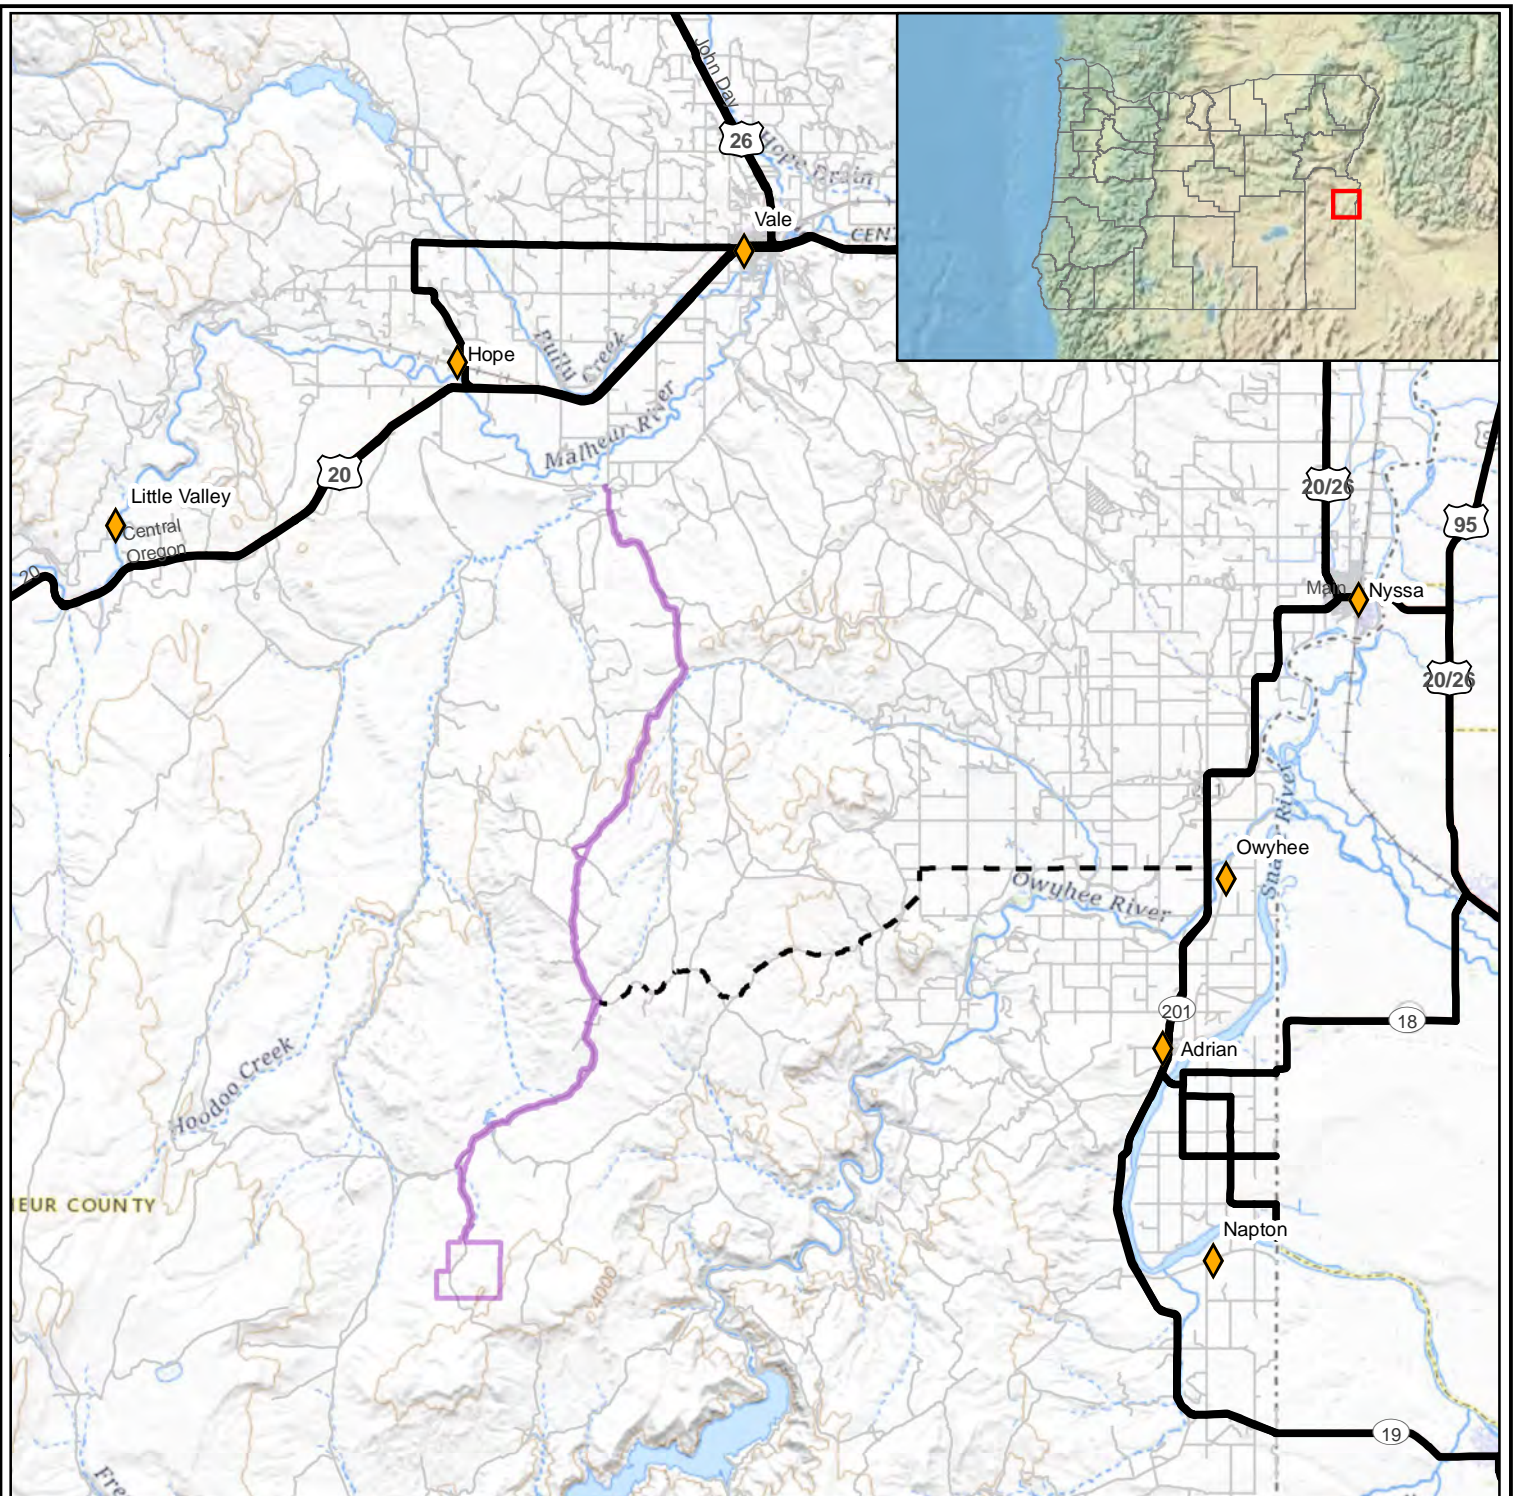 John Day
26
Hope Drain
Vale
CENT
Hope
Bully
Creek
Malheur River
20
Little Valley
Central
Oregon
20
20/26
95
Main
Nyssa
20/26
Snake River
Owyhee
Owyhee River
201
18
Adrian
Hoodoo Creek
HEUR COUNTY
Napton
4000
19
Fre